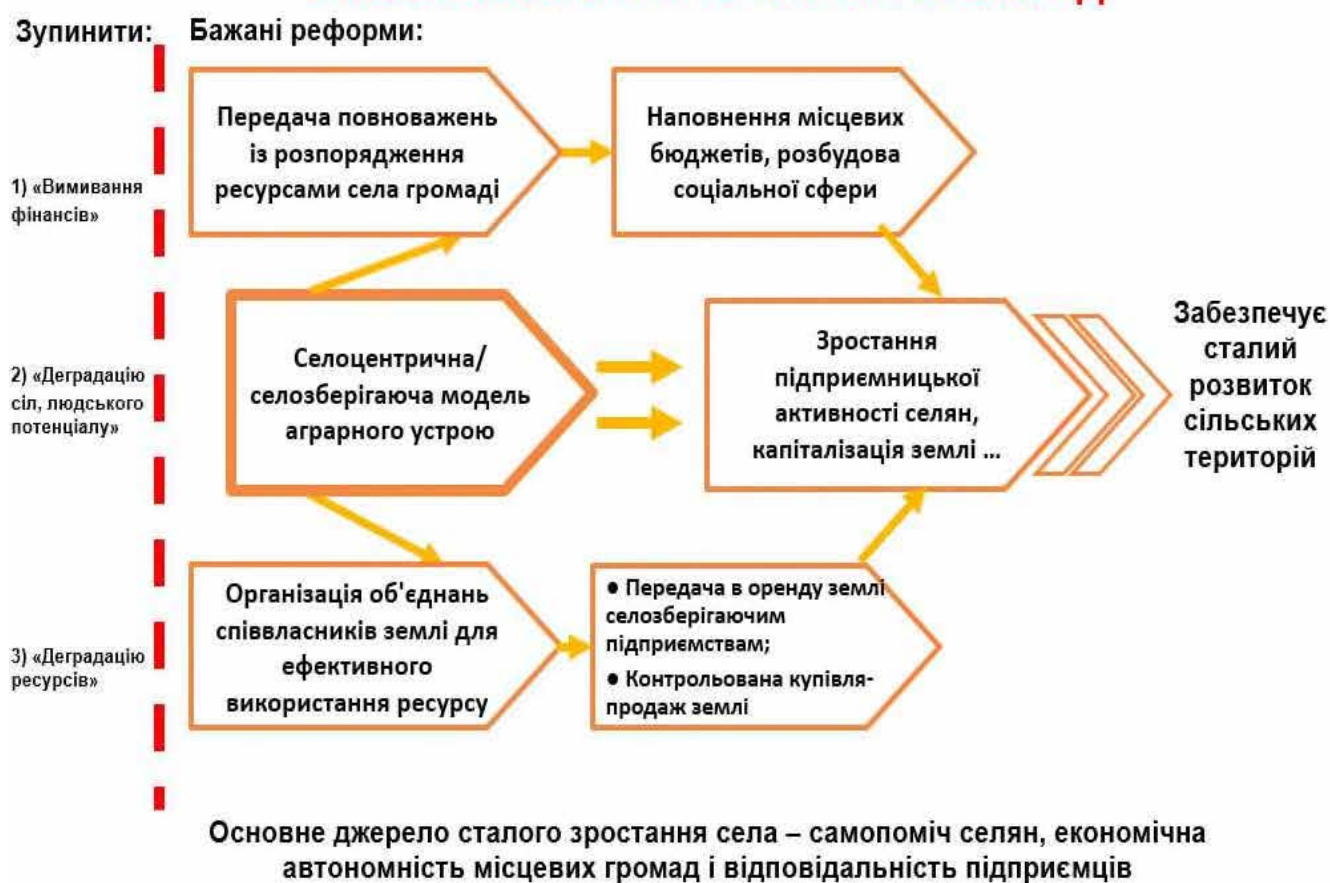 Зупинити:
Бажані реформи:
1) «Вимивання
фінансів»
Передача повноважень
із розпорядження
ресурсами села громаді
Наповнення місцевих
бюджетів, розбудова
соціальної сфери
2) «Деградацію
сіл, людського
потенціалу»
Селоцентрична/
селозберігаюча модель
аграрного устрою
Зростання
підприємницької
активності селян,
капіталізація землі ...
Забезпечує
сталий
розвиток
сільських
територій
3) «Деградацію
ресурсів»
Організація об'єднань
співвласників землі для
ефективного
використання ресурсу
● Передача в оренду землі
селозберігаючим
підприємствам;
● Контрольована купівля-
продаж землі
Основне джерело сталого зростання села – самопоміч селян, економічна
автономність місцевих громад і відповідальність підприємців